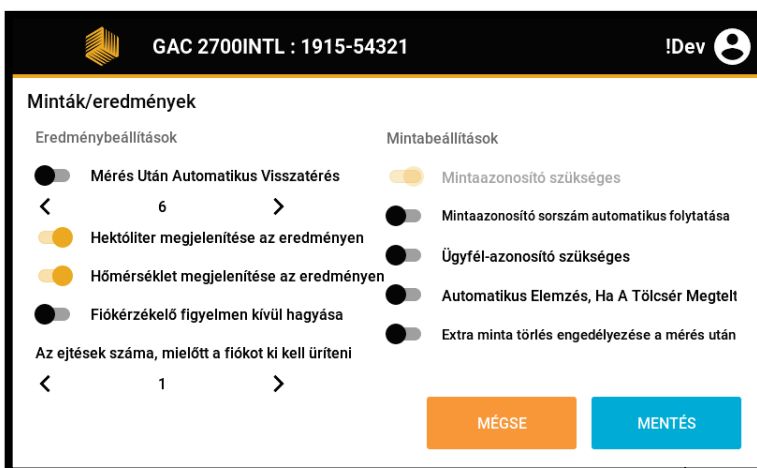 GAC 2700INTL : 1915-54321
!Dev
Minták/eredmények
Eredménybeállítások
Mérés Után Automatikus Visszatérés
6
Hektóliter megjelenítése az eredményen
Hőmérséklet megjelenítése az eredményen
Fiókérzékelő figyelmen kívül hagyása
Az ejtések száma, mielőtt a fiókot ki kell üríteni
1
Mintabeállítások
Mintaazonosító szükséges
Mintaazonosító sorszám automatikus folytatása
Ügyfél-azonosító szükséges
Automatikus Elemzés, Ha A Tölcsér Megtelt
Extra minta törlés engedélyezése a mérés után
MÉGSE
MENTÉS